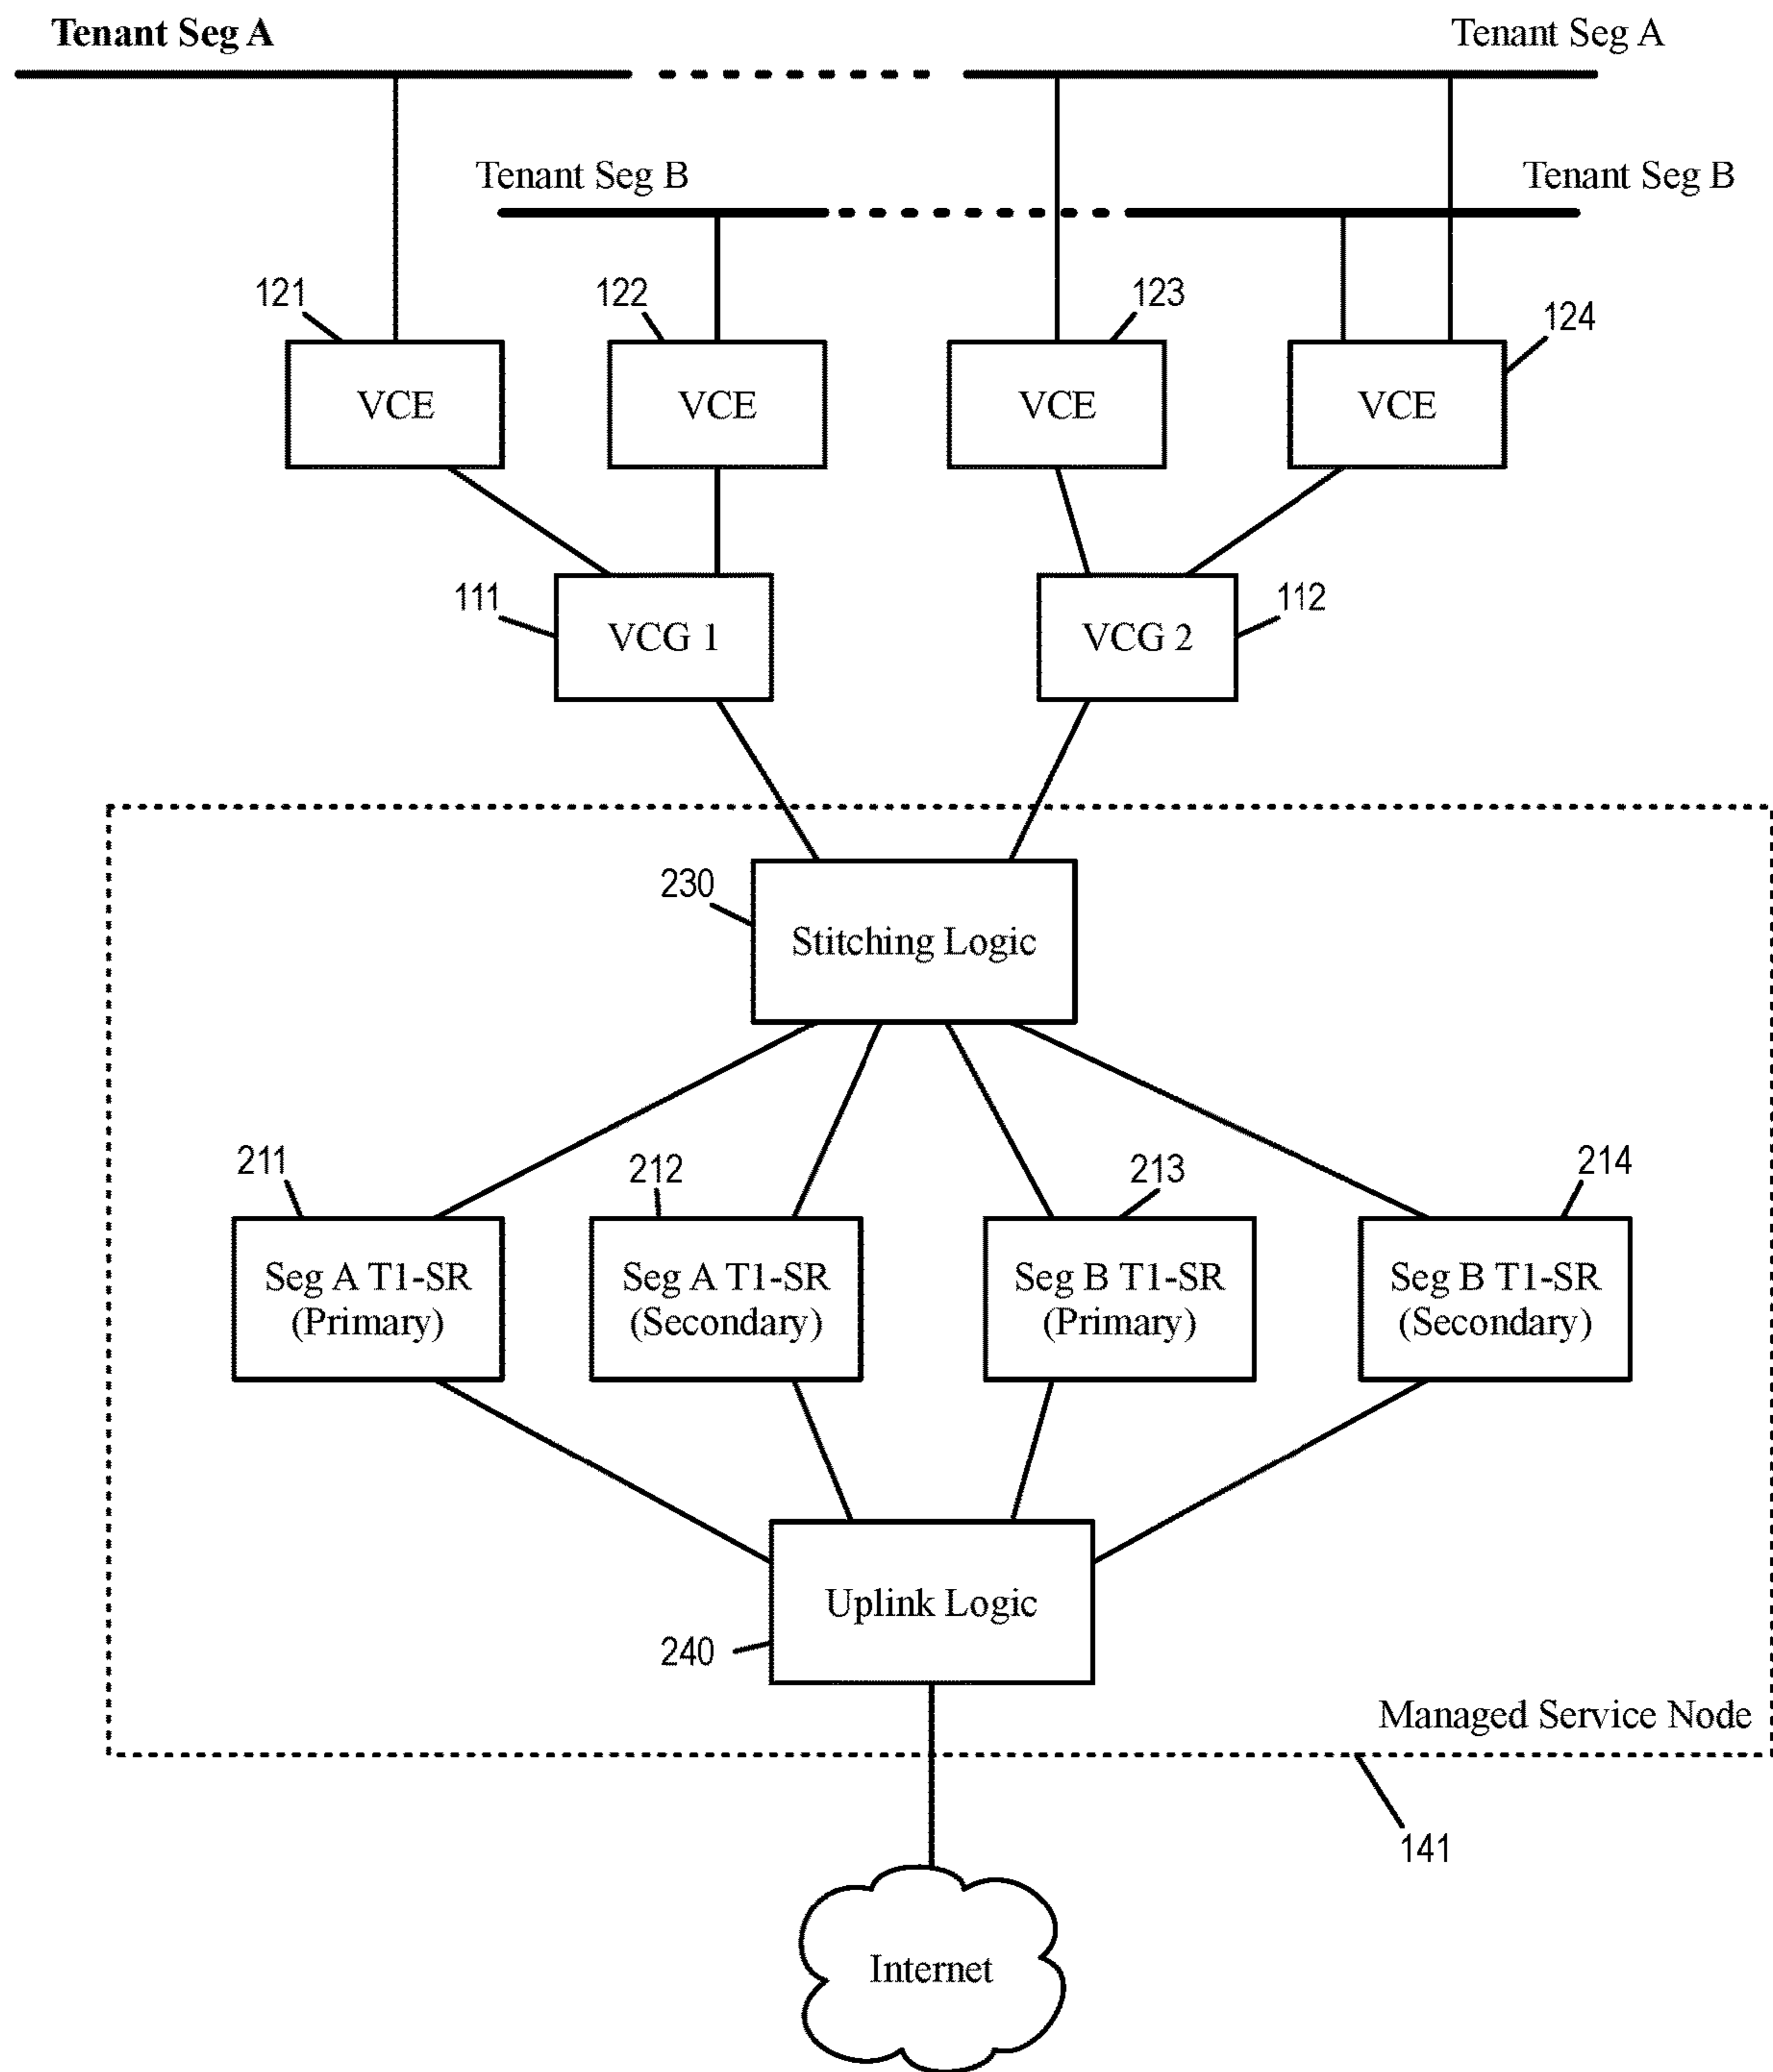 Tenant Seg A
Tenant Seg A
Tenant Seg B
Tenant Seg B
121
122
123
124
VCE
VCE
VCE
VCE
111
VCG 1
VCG 2
112
230
Stitching Logic
211
212
213
214
Seg A T1-SR
(Primary)
Seg A T1-SR
(Secondary)
Seg B T1-SR
(Primary)
Seg B T1-SR
(Secondary)
Uplink Logic
240
Managed Service Node
141
Internet